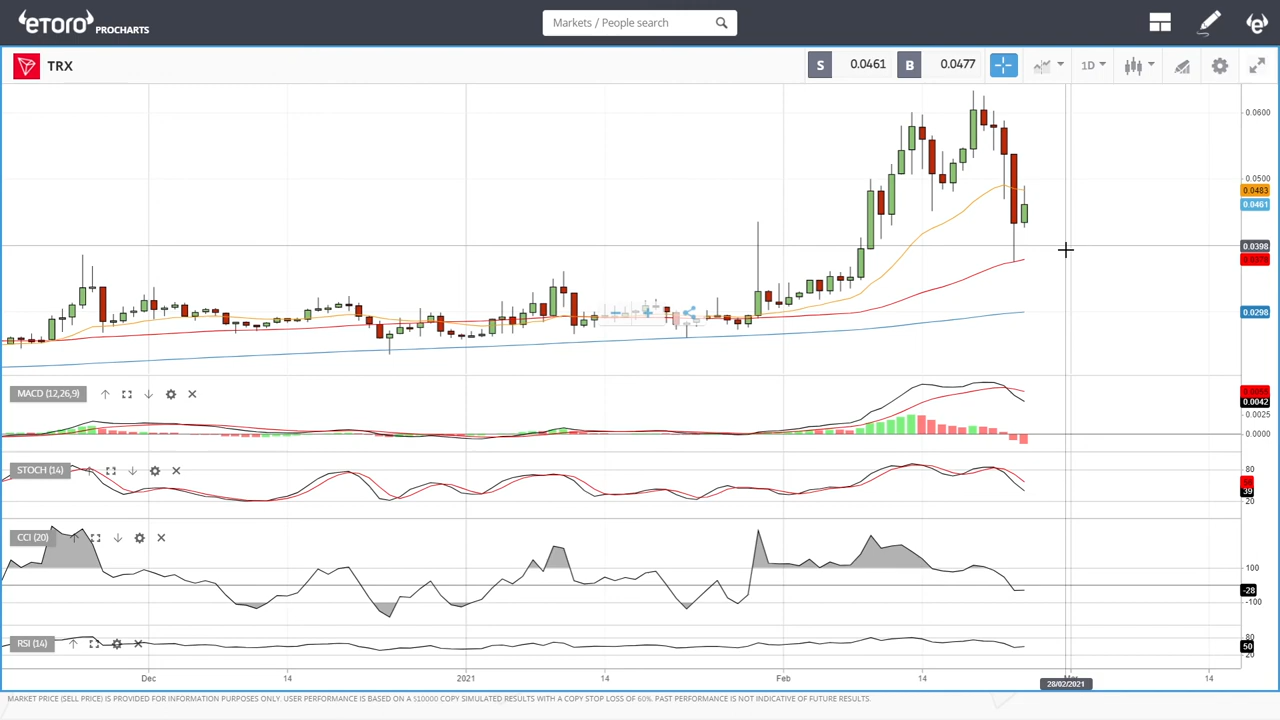 eTORO PROCHARTS
Markets / People search
TRX
S 0.0461 B 0.0477
1D
0.0600
0.0500
0.0483
0.0461
0.0398
0.0298
MACD (12,26,9)
0.0042
0.0025
0.0000
STOCH (14)
80
39
20
CCI (20)
100
-28
-100
RSI (14)
80
50
20
Dec 14 2021 14 Feb 14 14
28/02/2021
MARKET PRICE (SELL PRICE) IS PROVIDED FOR INFORMATION PURPOSES ONLY. USER PERFORMANCE IS BASED ON A $10000 COPY SIMULATED RESULTS WITH A COPY STOP LOSS OF 60%. PAST PERFORMANCE IS NOT INDICATIVE OF FUTURE RESULTS.